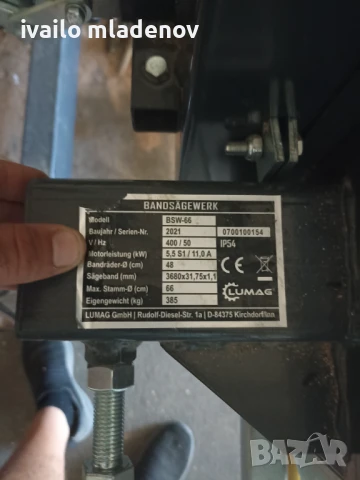 ivailo mladenov
BANDSÄGEWERK
Modell BSW-66
Baujahr / Serien-Nr. 2021 0700100154
V / Hz 400 / 50 IP54
Motorleistung (kW) 5,5 S1 / 11,0 A
Bandräder-Ø (cm) 48
Sägeband (mm) 3680x31,75x1,1
Max. Stamm-Ø (cm) 66
Eigengewicht (kg) 385
CE
LUMAG
LUMAG GmbH | Rudolf-Diesel-Str. 1a | D-84375 Kirchdorf/Inn
BAZAR